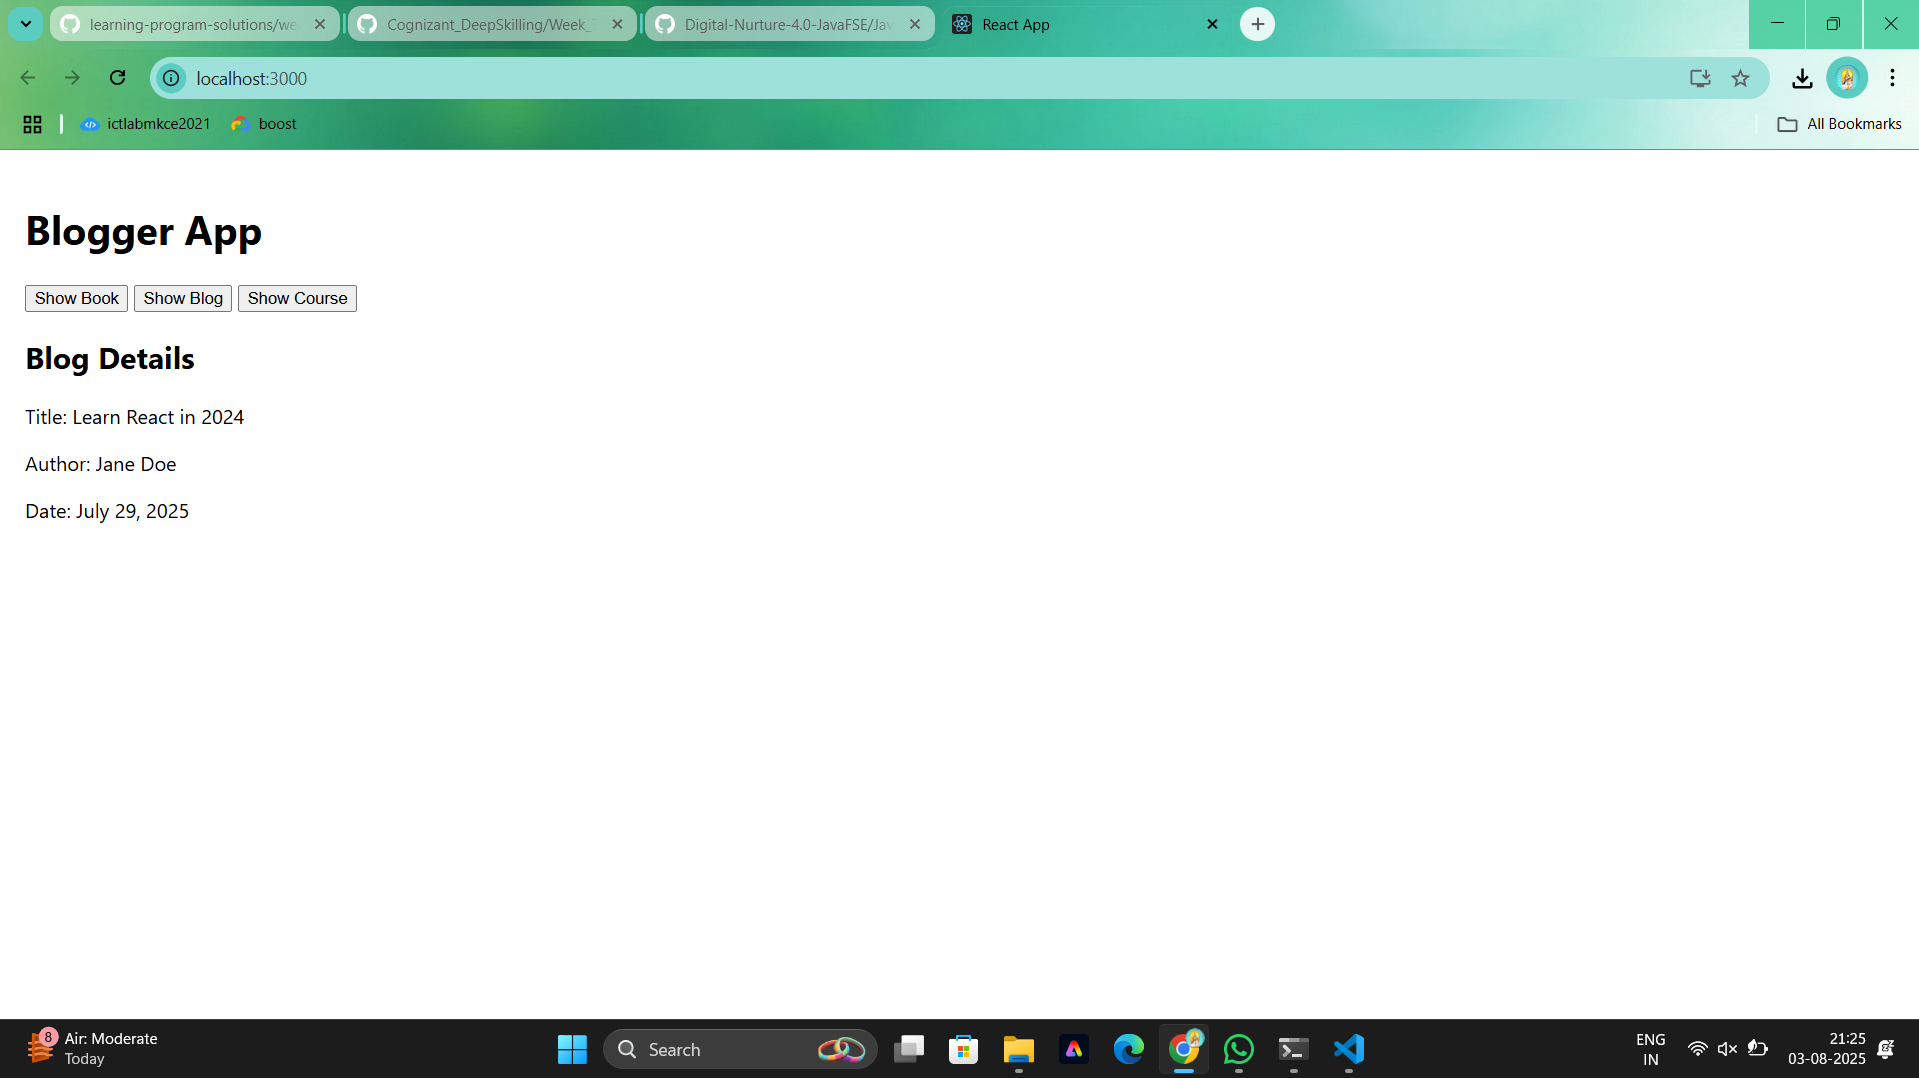 learning-program-solutions/we
Cognizant_DeepSkilling/Week_
Digital-Nurture-4.0-JavaFSE/Jav
React App
localhost:3000
ictlabmkce2021
boost
All Bookmarks
Blogger App
Show Book Show Blog Show Course
Blog Details
Title: Learn React in 2024
Author: Jane Doe
Date: July 29, 2025
8
Air: Moderate
Today
Search
ENG
IN
21:25
03-08-2025